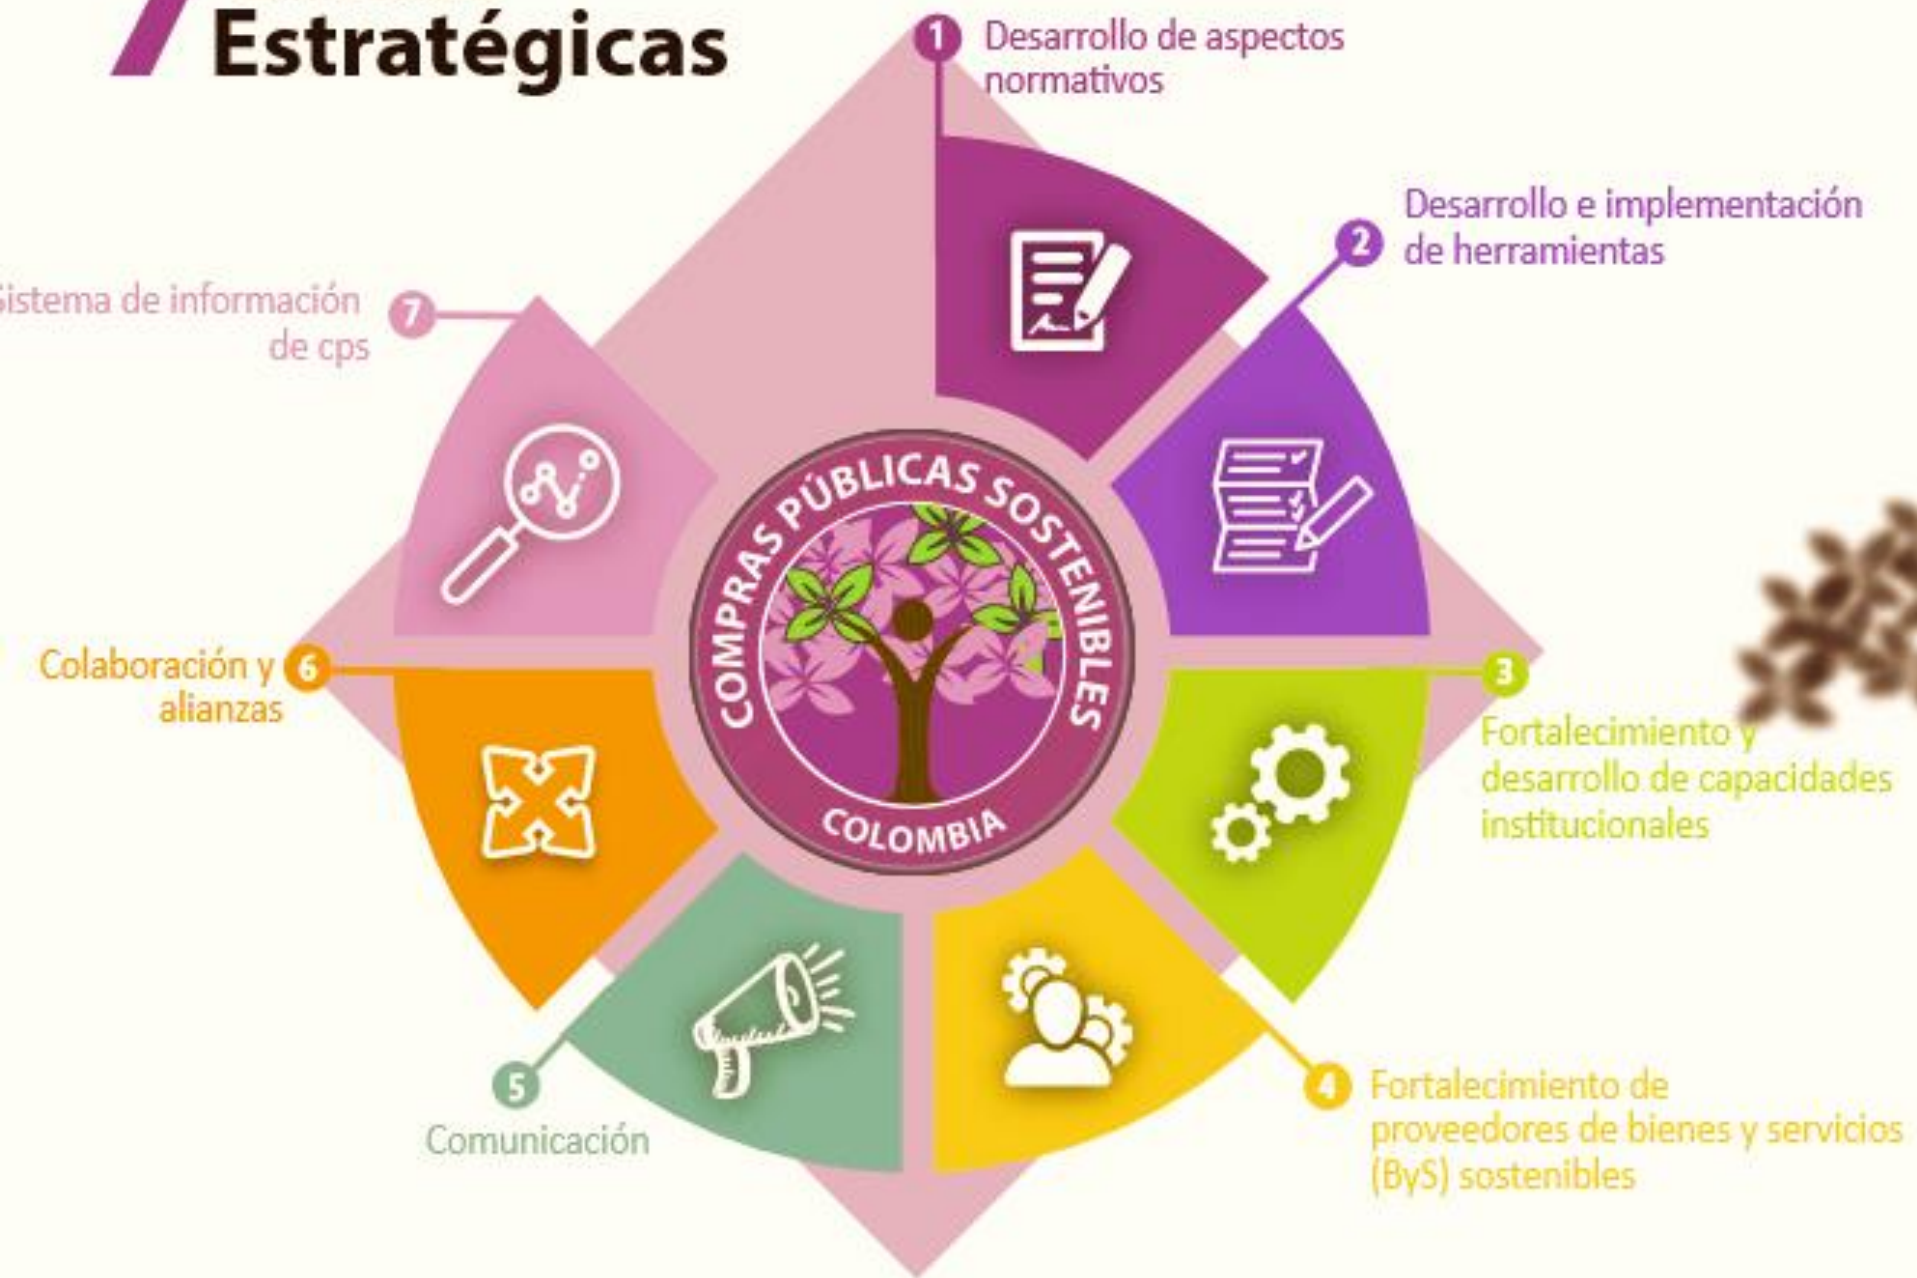 7
Estratégicas
1 Desarrollo de aspectos
normativos
2 Desarrollo e implementación
de herramientas
3
Fortalecimiento y
desarrollo de capacidades
institucionales
4 Fortalecimiento de
proveedores de bienes y servicios
(ByS) sostenibles
5
Comunicación
Colaboración y 6
alianzas
Sistema de información 7
de cps
COMPRAS PÚBLICAS SOSTENIBLES
COLOMBIA